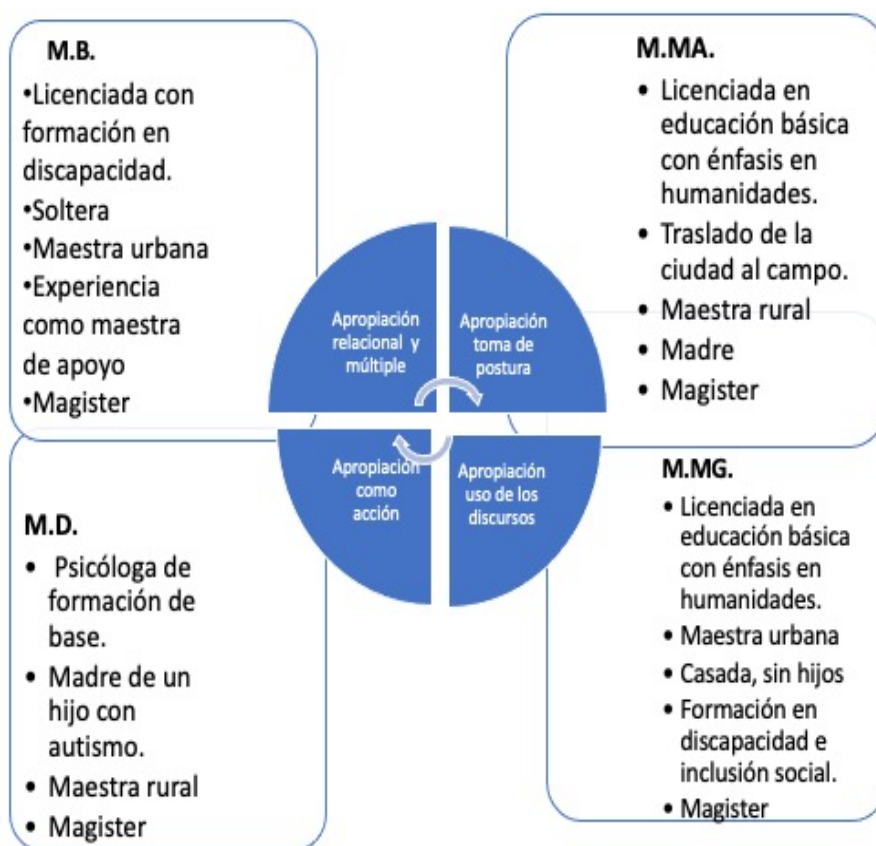 M.B.
•Licenciada con
formación en
discapacidad.
•Soltera
•Maestra urbana
•Experiencia
como maestra
de apoyo
•Magister
M.MA.
• Licenciada en
educación básica
con énfasis en
humanidades.
• Traslado de la
ciudad al campo.
• Maestra rural
• Madre
• Magister
Apropiación
relacional y
múltiple
Apropiación
toma de
postura
Apropiación
como
acción
Apropiación
uso de los
discursos
M.D.
• Psicóloga de
formación de
base.
• Madre de un
hijo con
autismo.
• Maestra rural
• Magister
M.MG.
• Licenciada en
educación básica
con énfasis en
humanidades.
• Maestra urbana
• Casada, sin hijos
• Formación en
discapacidad e
inclusión social.
• Magister